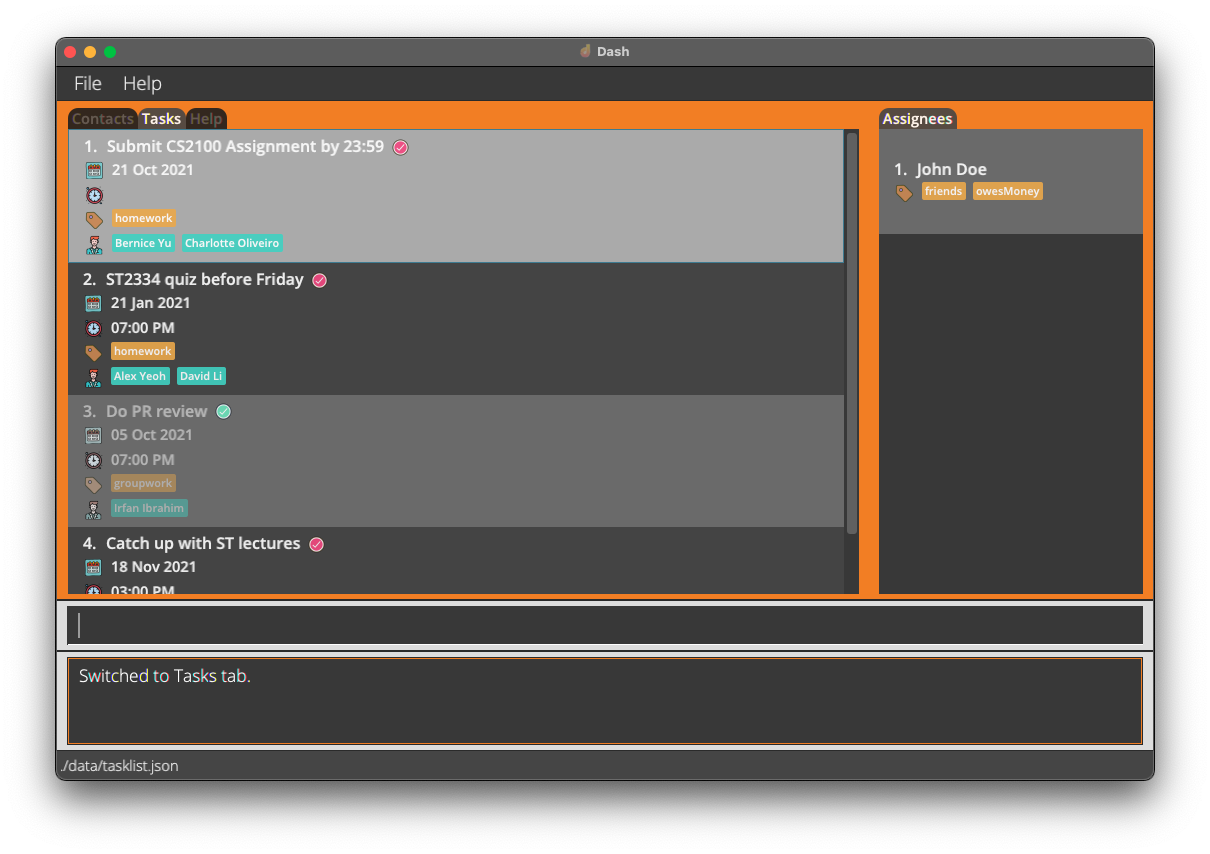 Dash
File Help
Contacts Tasks Help
1. Submit CS2100 Assignment by 23:59
21 Oct 2021
homework
Bernice Yu Charlotte Oliveiro
2. ST2334 quiz before Friday
21 Jan 2021
07:00 PM
homework
Alex Yeoh David Li
3. Do PR review
05 Oct 2021
07:00 PM
groupwork
Irfan Ibrahim
4. Catch up with ST lectures
18 Nov 2021
03:00 PM
Assignees
1. John Doe
friends owesMoney
Switched to Tasks tab.
./data/tasklist.json